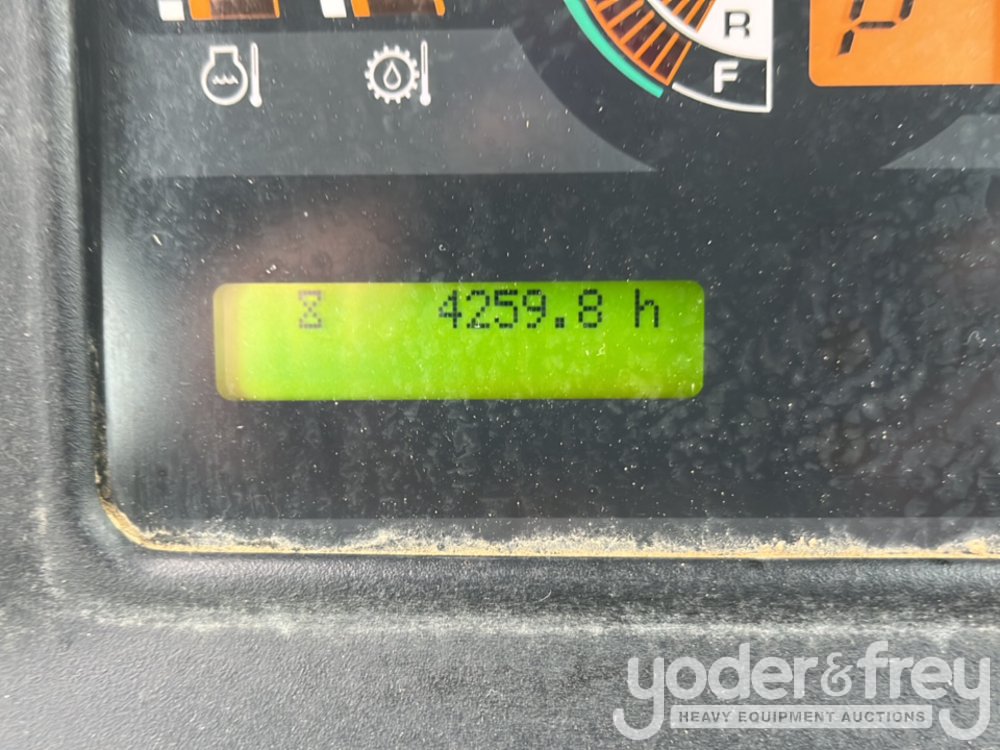 R
F
P
4259.8 h
yoder&frey
HEAVY EQUIPMENT AUCTIONS